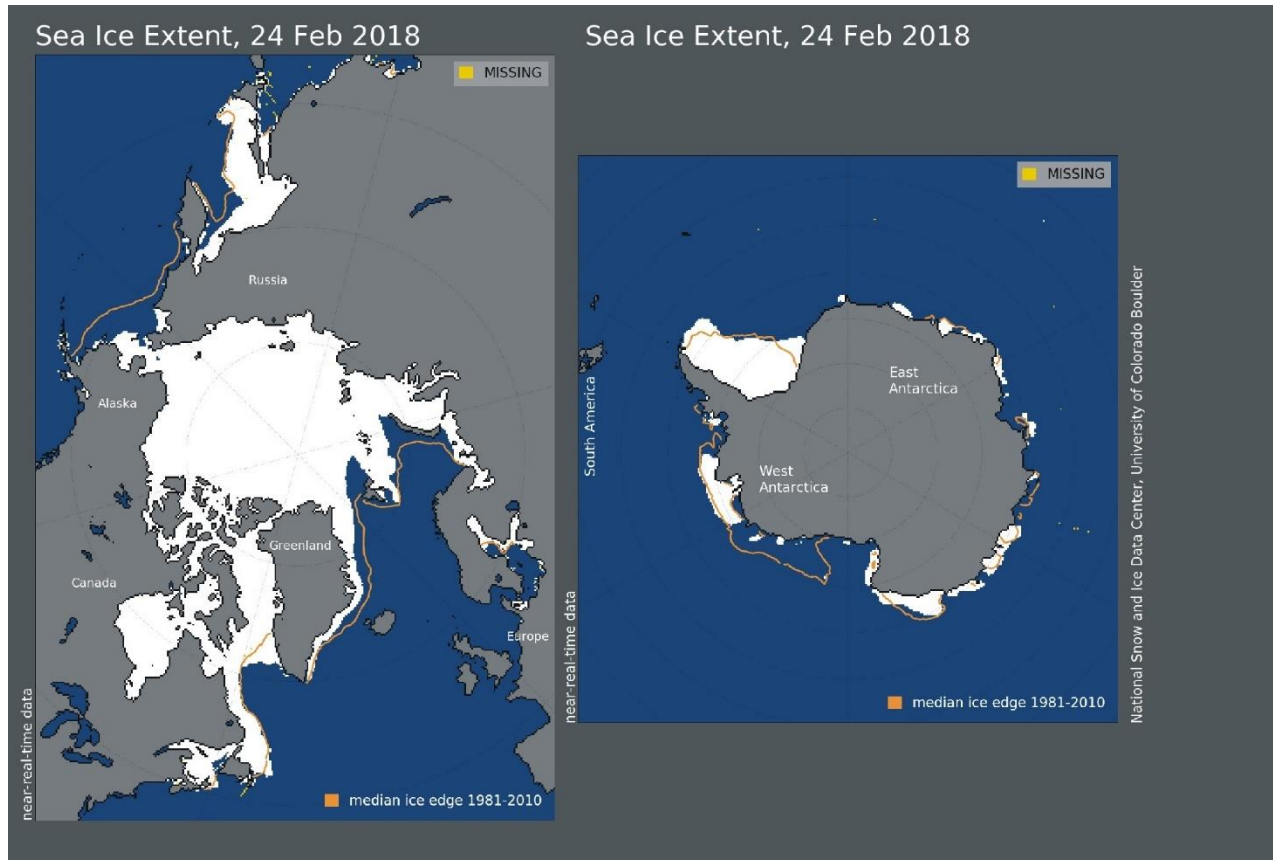 Sea Ice Extent, 24 Feb 2018
MISSING
Russia
Alaska
Greenland
Canada
Europe
near-real-time data
median ice edge 1981-2010
Sea Ice Extent, 24 Feb 2018
MISSING
East
Antarctica
South America
West
Antarctica
near-real-time data
median ice edge 1981-2010
National Snow and Ice Data Center, University of Colorado Boulder